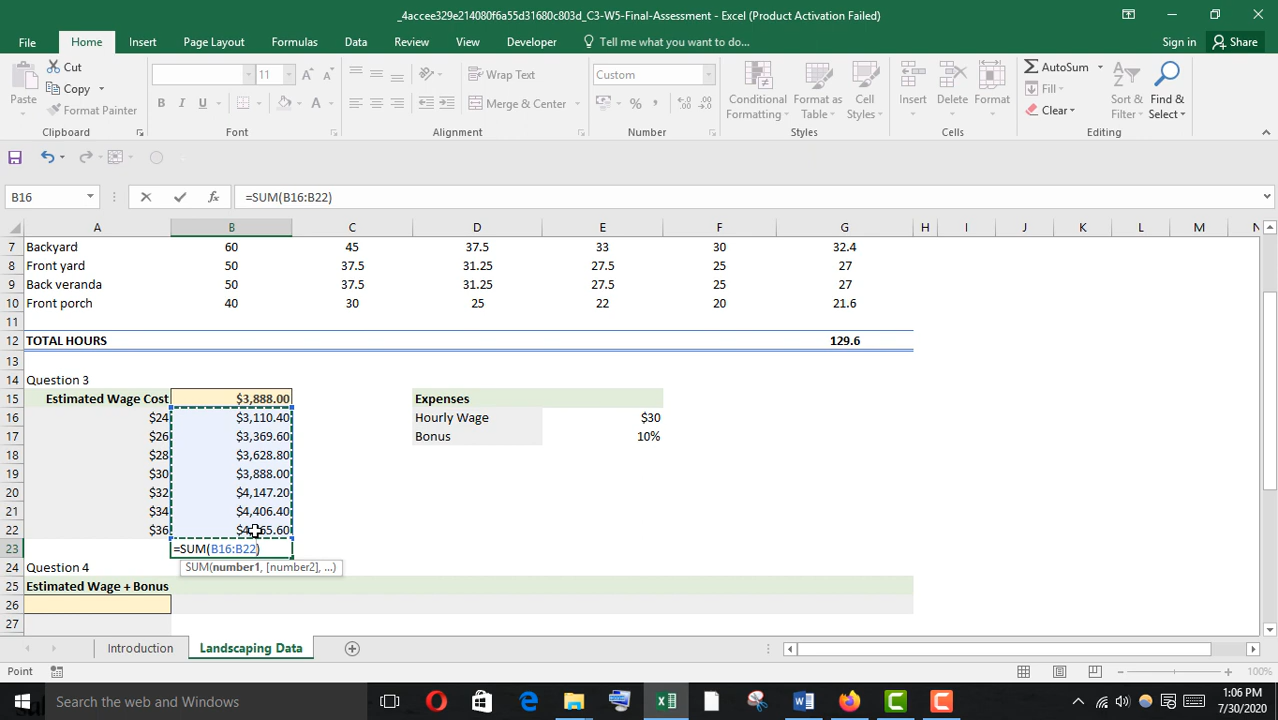 _4accee329e214080f6a55d31680c803d_C3-W5-Final-Assessment - Excel (Product Activation Failed)
File Home Insert Page Layout Formulas Data Review View Developer Tell me what you want to do... Sign in Share
Paste Cut Copy Format Painter Clipboard
11 Font
Wrap Text Merge & Center Alignment
Custom Number
Conditional Formatting Format as Table Cell Styles Styles
Insert Delete Format Cells
AutoSum Fill Clear Sort & Filter Find & Select Editing
B16 =SUM(B16:B22)
A B C D E F G H I J K L M N
7 Backyard 60 45 37.5 33 30 32.4
8 Front yard 50 37.5 31.25 27.5 25 27
9 Back veranda 50 37.5 31.25 27.5 25 27
10 Front porch 40 30 25 22 20 21.6
11
12 TOTAL HOURS 129.6
13
14 Question 3
15 Estimated Wage Cost $3,888.00 Expenses
16 $24 $3,110.40 Hourly Wage $30
17 $26 $3,369.60 Bonus 10%
18 $28 $3,628.80
19 $30 $3,888.00
20 $32 $4,147.20
21 $34 $4,406.40
22 $36
23 =SUM(B16:B22)
24 Question 4 SUM(number1, [number2], ...)
25 Estimated Wage + Bonus
26
27
Introduction Landscaping Data
Point 100%
Search the web and Windows
1:06 PM
7/30/2020